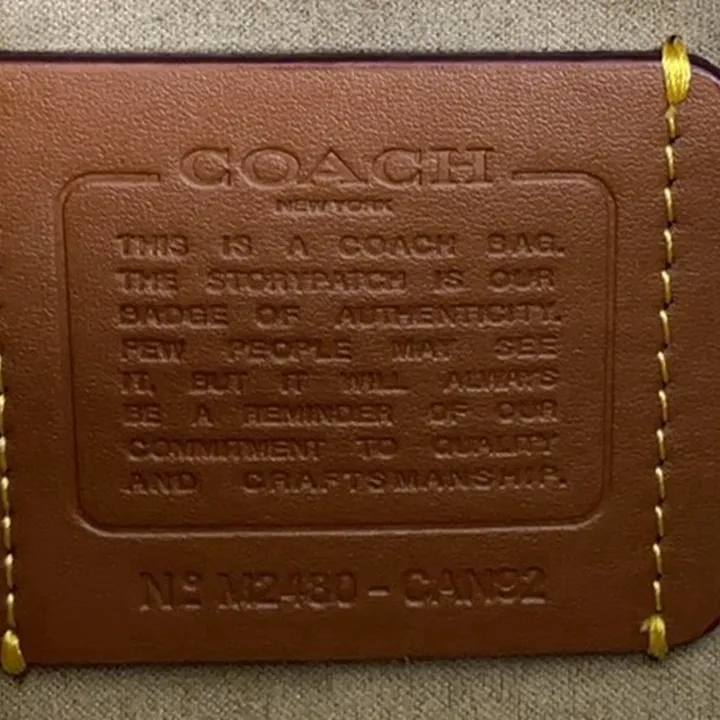 COACH
NEW YORK
THIS IS A COACH BAG.
THE STORYPATCH IS OUR
BADGE OF AUTHENTICITY.
FEW PEOPLE MAY SEE
IT, BUT IT WILL ALWAYS
BE A REMINDER OF OUR
COMMITMENT TO QUALITY
AND CRAFTSMANSHIP.
Nº M2480 - CAN92